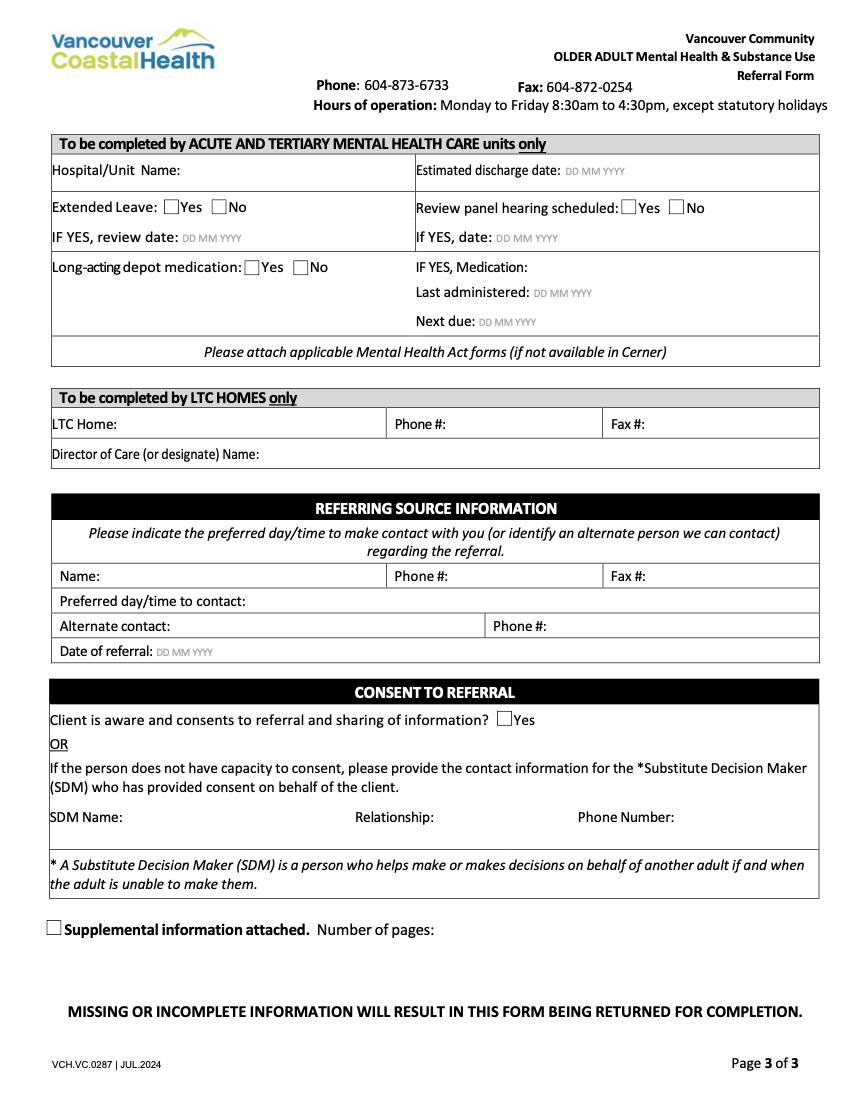 Vancouver
CoastalHealth
Vancouver Community
OLDER ADULT Mental Health & Substance Use
Referral Form
Phone: 604-873-6733 Fax: 604-872-0254
Hours of operation: Monday to Friday 8:30am to 4:30pm, except statutory holidays
To be completed by ACUTE AND TERTIARY MENTAL HEALTH CARE units only
Hospital/Unit Name: Estimated discharge date: DD MM YYYY
Extended Leave: ☐Yes ☐No Review panel hearing scheduled: ☐Yes ☐No
IF YES, review date: DD MM YYYY If YES, date: DD MM YYYY
Long-acting depot medication: ☐Yes ☐No IF YES, Medication:
Last administered: DD MM YYYY
Next due: DD MM YYYY
Please attach applicable Mental Health Act forms (if not available in Cerner)
To be completed by LTC HOMES only
LTC Home: Phone #: Fax #:
Director of Care (or designate) Name:
REFERRING SOURCE INFORMATION
Please indicate the preferred day/time to make contact with you (or identify an alternate person we can contact)
regarding the referral.
Name: Phone #: Fax #:
Preferred day/time to contact:
Alternate contact: Phone #:
Date of referral: DD MM YYYY
CONSENT TO REFERRAL
Client is aware and consents to referral and sharing of information? ☐Yes
OR
If the person does not have capacity to consent, please provide the contact information for the *Substitute Decision Maker
(SDM) who has provided consent on behalf of the client.
SDM Name: Relationship: Phone Number:
* A Substitute Decision Maker (SDM) is a person who helps make or makes decisions on behalf of another adult if and when
the adult is unable to make them.
☐ Supplemental information attached. Number of pages:
MISSING OR INCOMPLETE INFORMATION WILL RESULT IN THIS FORM BEING RETURNED FOR COMPLETION.
VCH.VC.0287 | JUL.2024 Page 3 of 3